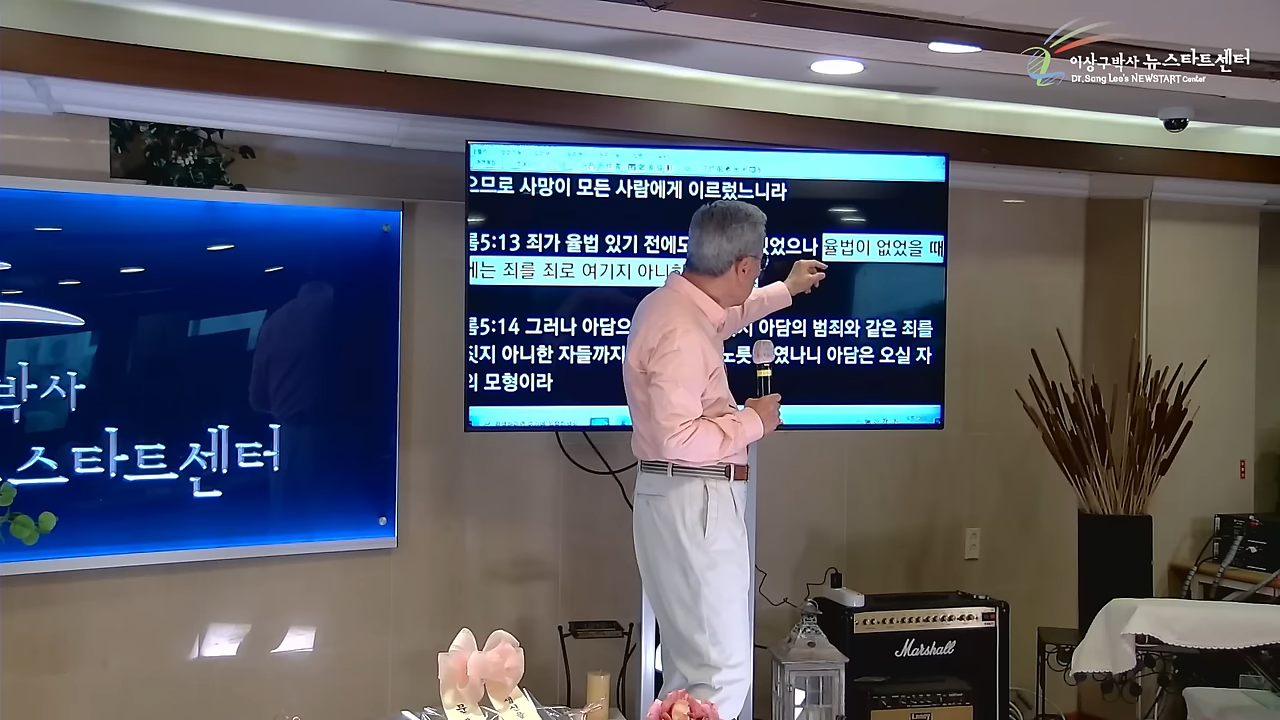 이상구박사 뉴스타트센터
Dr. Sang Lee's NEWSTART Center
으므로 사망이 모든 사람에게 이르렀느니라
롬5:13 죄가 율법 있기 전에도 있었으나 율법이 없었을 때
에는 죄를 죄로 여기지 아니하
롬5:14 그러나 아담으 지 아담의 범죄와 같은 죄를
짓지 아니한 자들까지 노릇 였나니 아담은 오실 자
의 모형이라
박사
스타트센터
Marshall
Laney